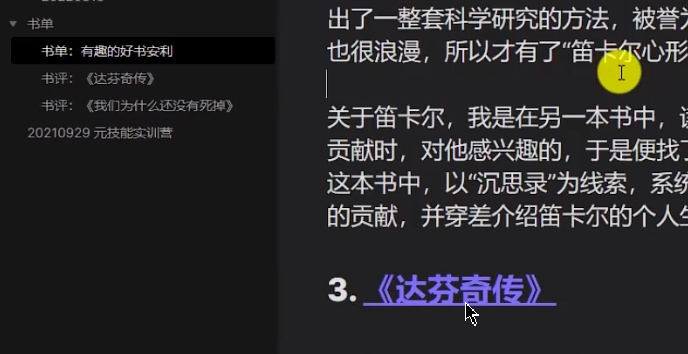 书单
书单：有趣的好书安利
书评：《达芬奇传》
书评：《我们为什么还没有死掉》
20210929 元技能实训营
出了一整套科学研究的方法，被誉为
也很浪漫，所以才有了“笛卡尔心形
关于笛卡尔，我是在另一本书中，读
贡献时，对他感兴趣的，于是便找了
这本书中，以“沉思录”为线索，系统
的贡献，并穿差介绍笛卡尔的个人生
3. 《达芬奇传》